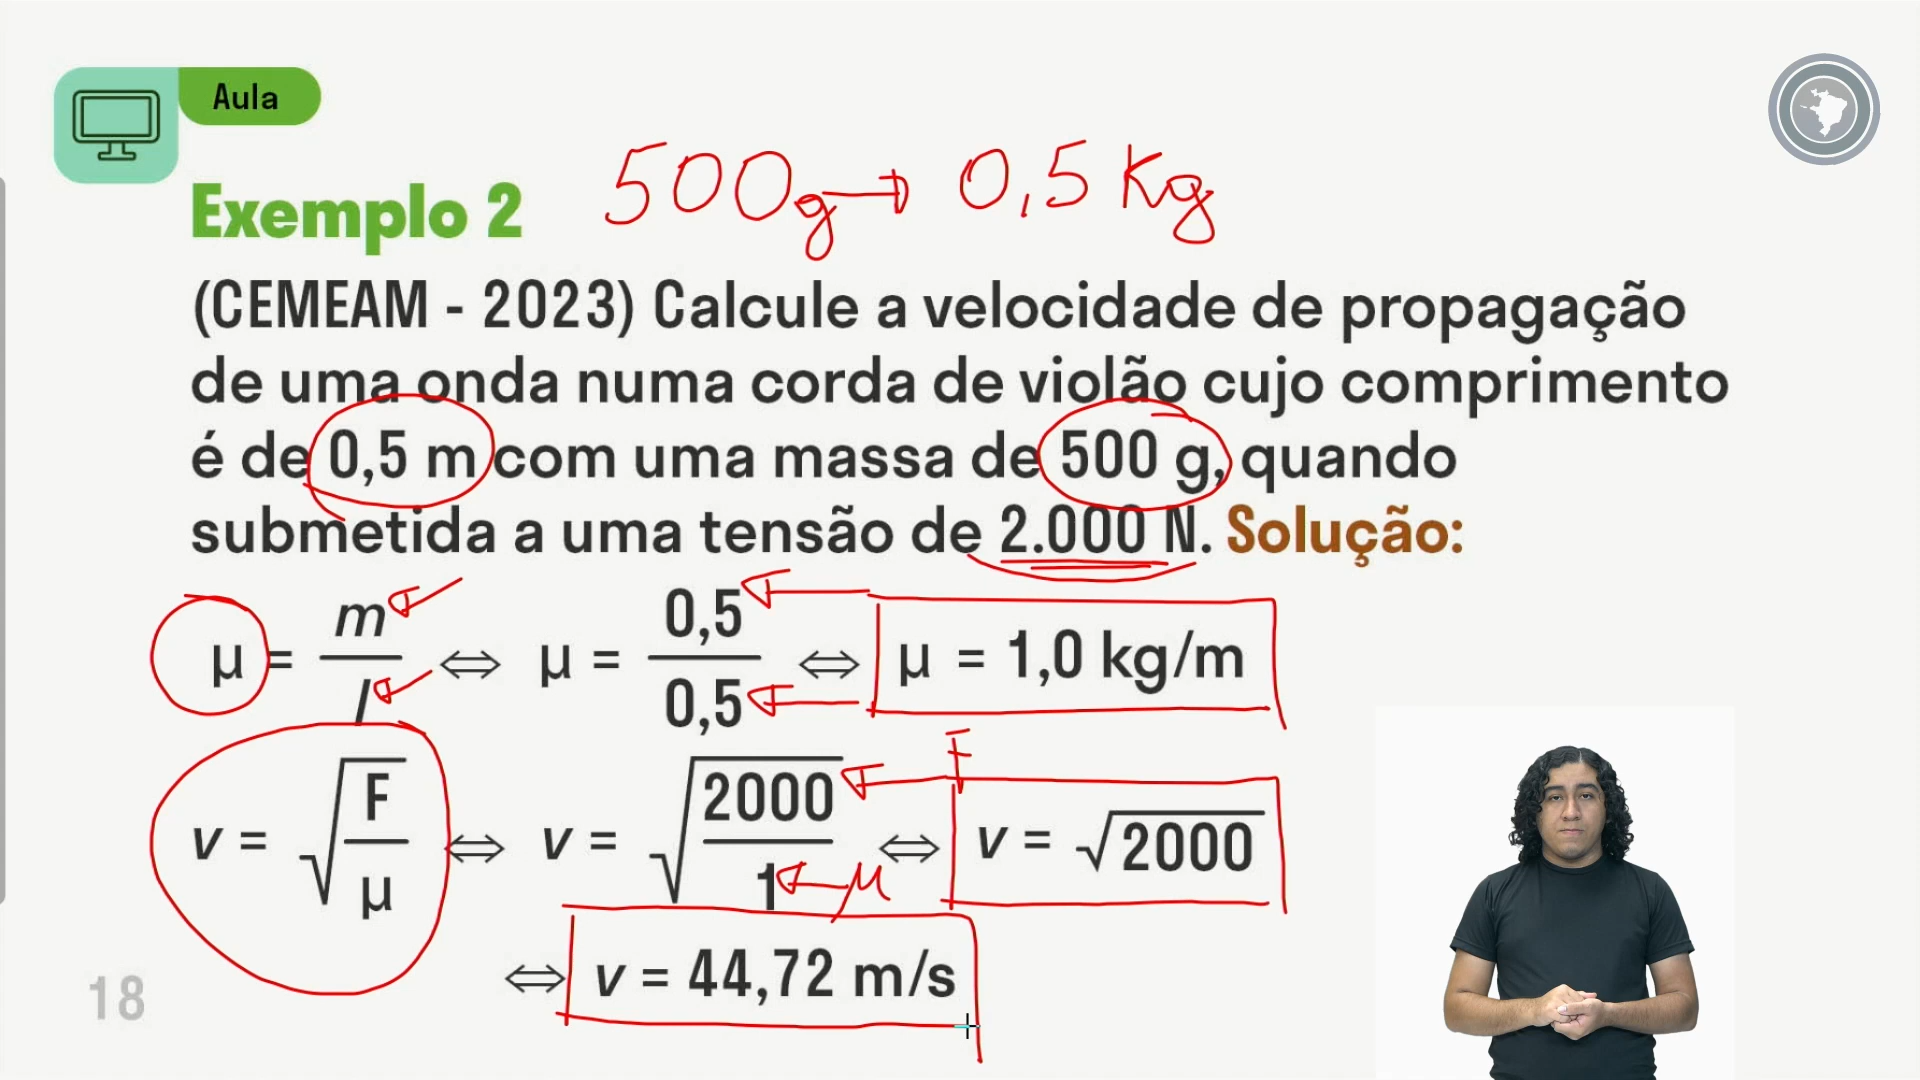 Aula
500g → 0,5 Kg
Exemplo 2
(CEMEAM - 2023) Calcule a velocidade de propagação
de uma onda numa corda de violão cujo comprimento
é de 0,5 m com uma massa de 500 g, quando
submetida a uma tensão de 2.000 N. Solução:
μ = m/l ⇔ μ = 0,5/0,5 ⇔ μ = 1,0 kg/m
F
v = √(F/μ) ⇔ v = √(2000/1) ⇔ v = √2000
μ
⇔ v = 44,72 m/s
18